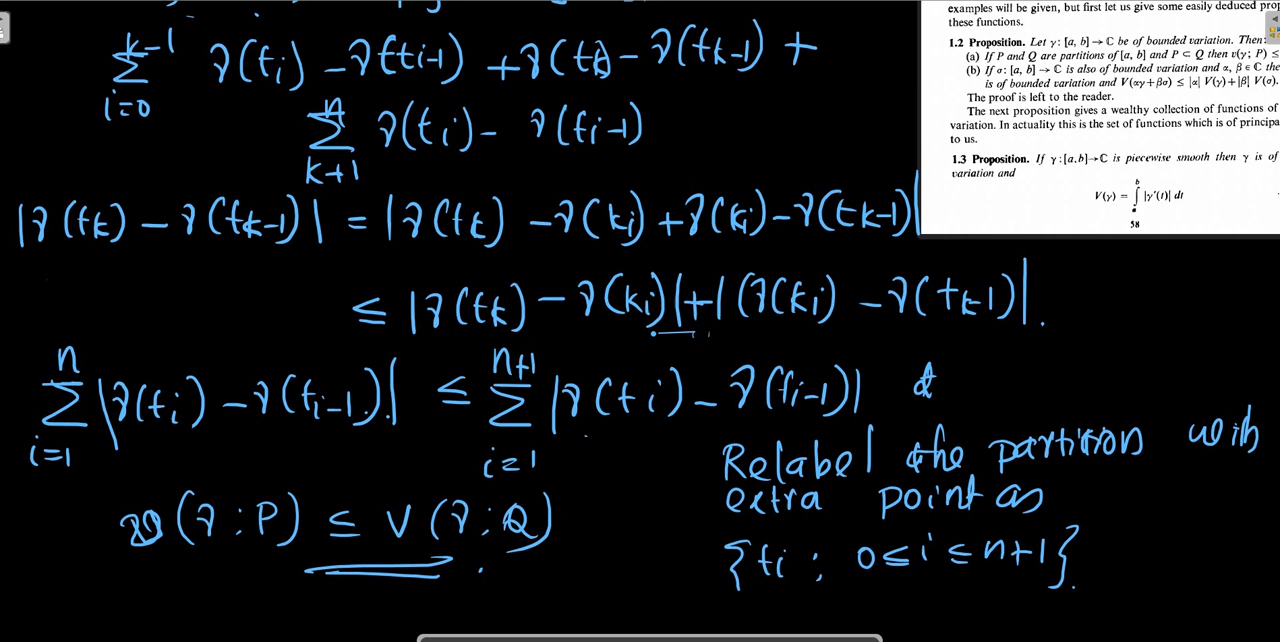 k-1
∑ γ(ti) - γ(ti-1) + γ(tk) - γ(tk-1) +
i=0
n
∑ γ(ti) - γ(ti-1)
k+1
|γ(tk) - γ(tk-1)| = |γ(tk) - γ(ki) + γ(ki) - γ(tk-1)|
≤ |γ(tk) - γ(ki)| + |(γ(ki) - γ(tk-1)|.
n n+1
∑ |γ(ti) - γ(ti-1)| ≤ ∑ |γ(ti) - γ(ti-1)|
i=1 i=1
Relabel the partition with
extra point as
{ti ; 0≤i≤n+1}.
v(γ:P) ≤ V(γ:Q)
examples will be given, but first let us give some easily deduced prop
these functions.
1.2 Proposition. Let γ: [a, b] → ℂ be of bounded variation. Then:
(a) If P and Q are partitions of [a, b] and P ⊂ Q then v(γ; P) ≤
(b) If σ: [a, b] → ℂ is also of bounded variation and α, β ∈ ℂ the
is of bounded variation and V(αγ+βσ) ≤ |α| V(γ)+|β| V(σ).
The proof is left to the reader.
The next proposition gives a wealthy collection of functions of
variation. In actuality this is the set of functions which is of principa
to us.
1.3 Proposition. If γ:[a,b]→ℂ is piecewise smooth then γ is of
variation and
b
V(γ) = ∫ |γ'(t)| dt
a
58